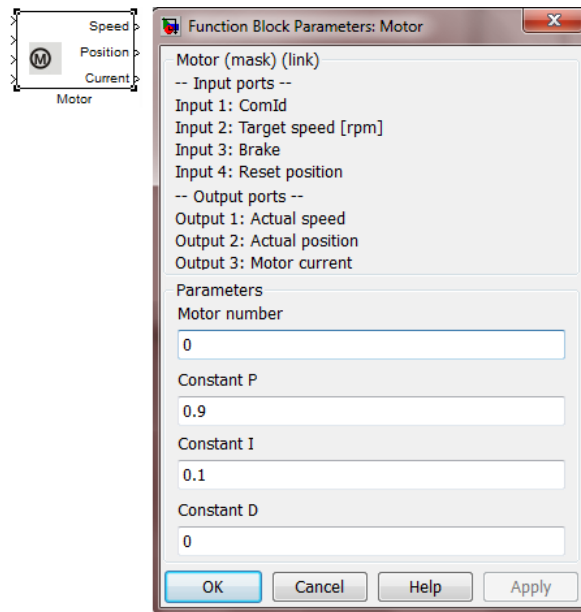 Speed
Position
Current
M
Motor
Function Block Parameters: Motor
Motor (mask) (link)
-- Input ports --
Input 1: ComId
Input 2: Target speed [rpm]
Input 3: Brake
Input 4: Reset position
-- Output ports --
Output 1: Actual speed
Output 2: Actual position
Output 3: Motor current
Parameters
Motor number
0
Constant P
0.9
Constant I
0.1
Constant D
0
OK Cancel Help Apply